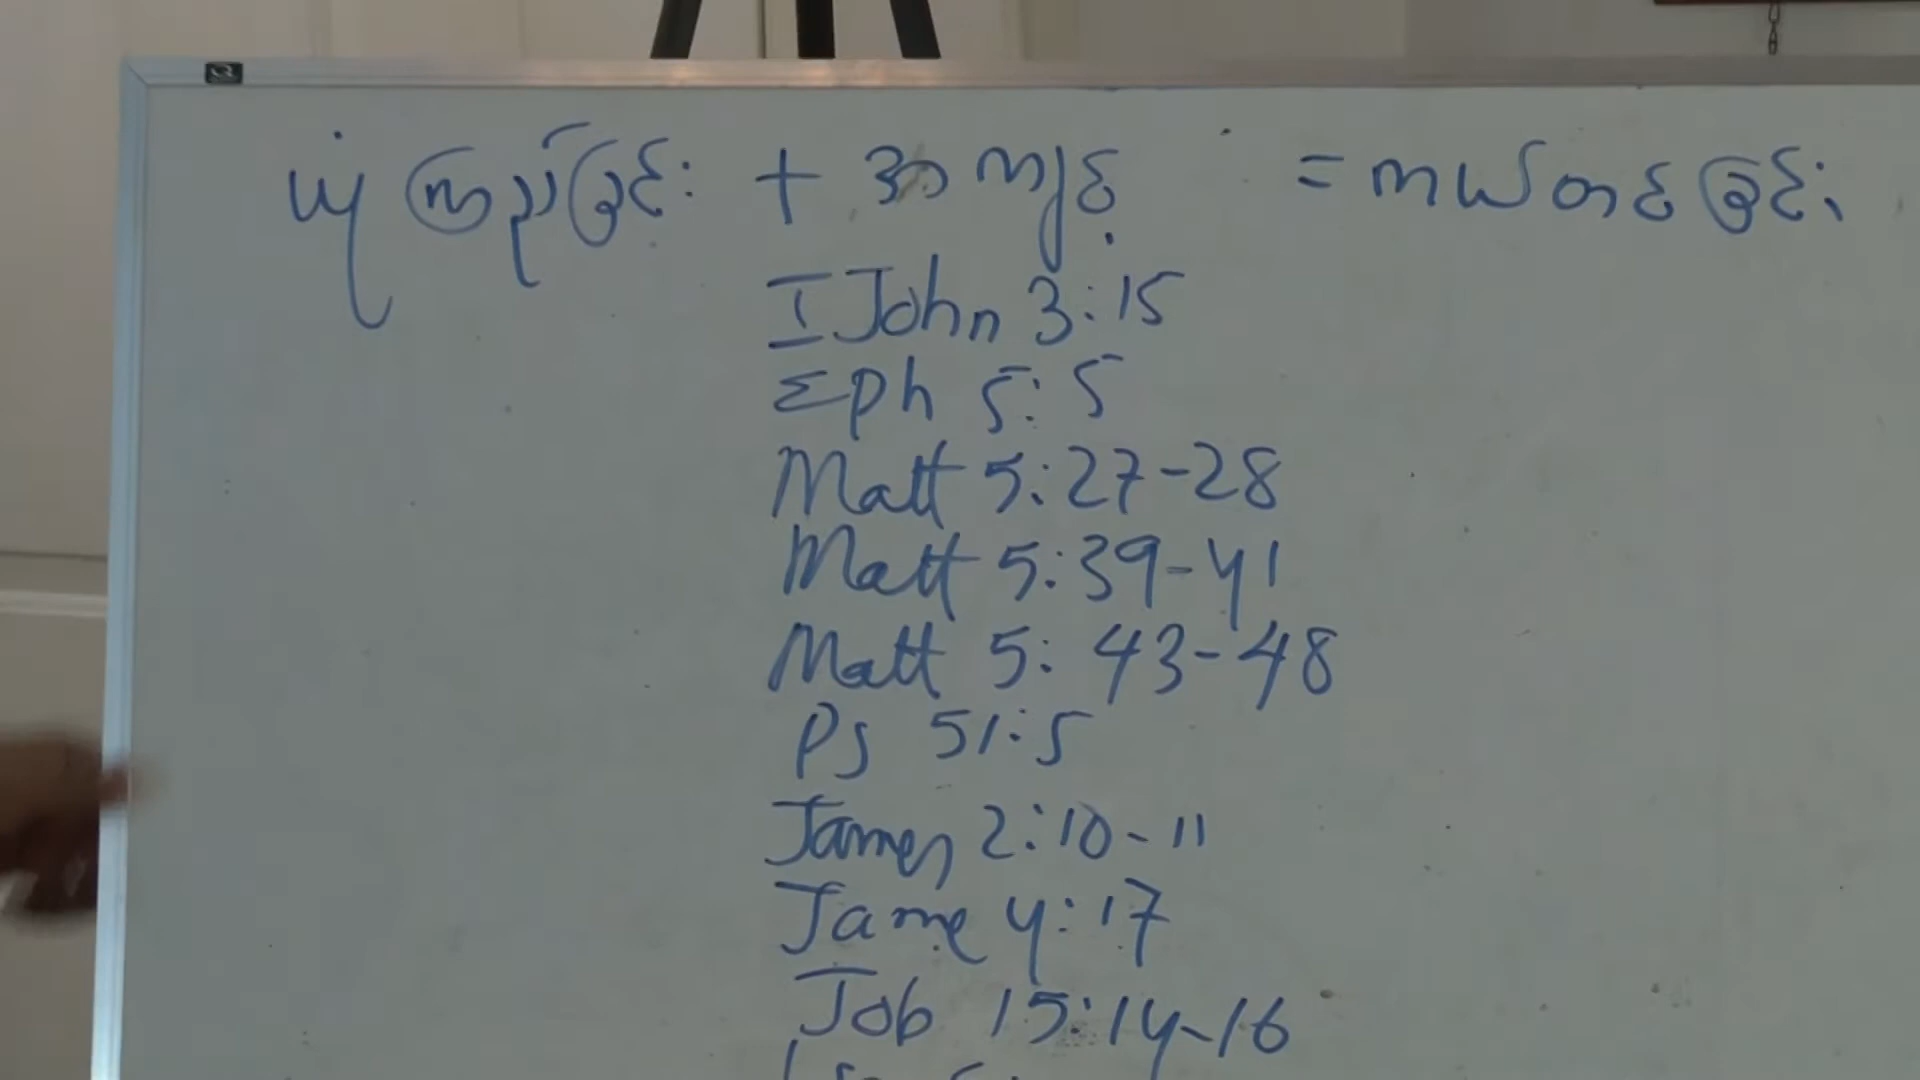 ယုံကြည်ခြင်း + အကျင့် = ကယ်တင်ခြင်း
I John 3:15
Eph 5:5
Matt 5:27-28
Matt 5:39-41
Matt 5:43-48
Ps 51:5
James 2:10-11
Jame 4:17
Job 15:14-16